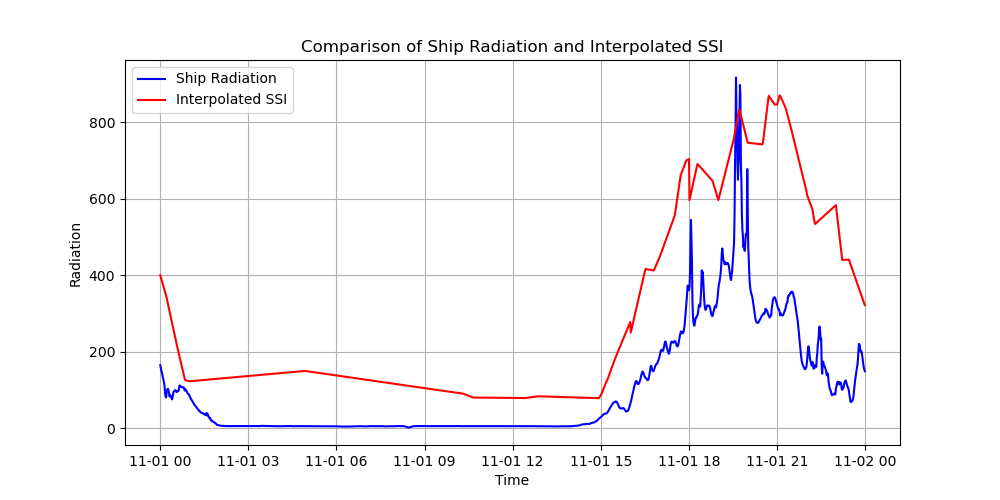 Comparison of Ship Radiation and Interpolated SSI
Ship Radiation
Interpolated SSI
Radiation
800
600
400
200
0
11-01 00 11-01 03 11-01 06 11-01 09 11-01 12 11-01 15 11-01 18 11-01 21 11-02 00
Time